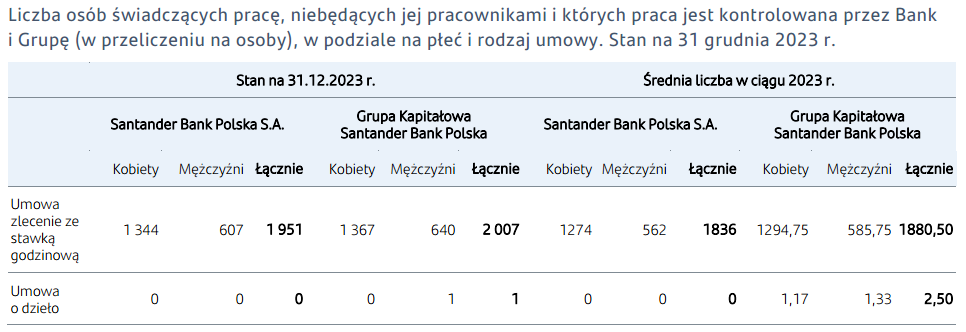 Liczba osób świadczących pracę, niebędących jej pracownikami i których praca jest kontrolowana przez Bank
i Grupę (w przeliczeniu na osoby), w podziale na płeć i rodzaj umowy. Stan na 31 grudnia 2023 r.
Stan na 31.12.2023 r. Średnia liczba w ciągu 2023 r.
Santander Bank Polska S.A. Grupa Kapitałowa Santander Bank Polska Santander Bank Polska S.A. Grupa Kapitałowa Santander Bank Polska
Kobiety Mężczyźni Łącznie Kobiety Mężczyźni Łącznie Kobiety Mężczyźni Łącznie Kobiety Mężczyźni Łącznie
Umowa
zlecenie ze
stawką
godzinową
1 344 607 1 951 1 367 640 2 007 1274 562 1836 1294,75 585,75 1880,50
Umowa
o dzieło
0 0 0 0 1 1 0 0 0 1,17 1,33 2,50